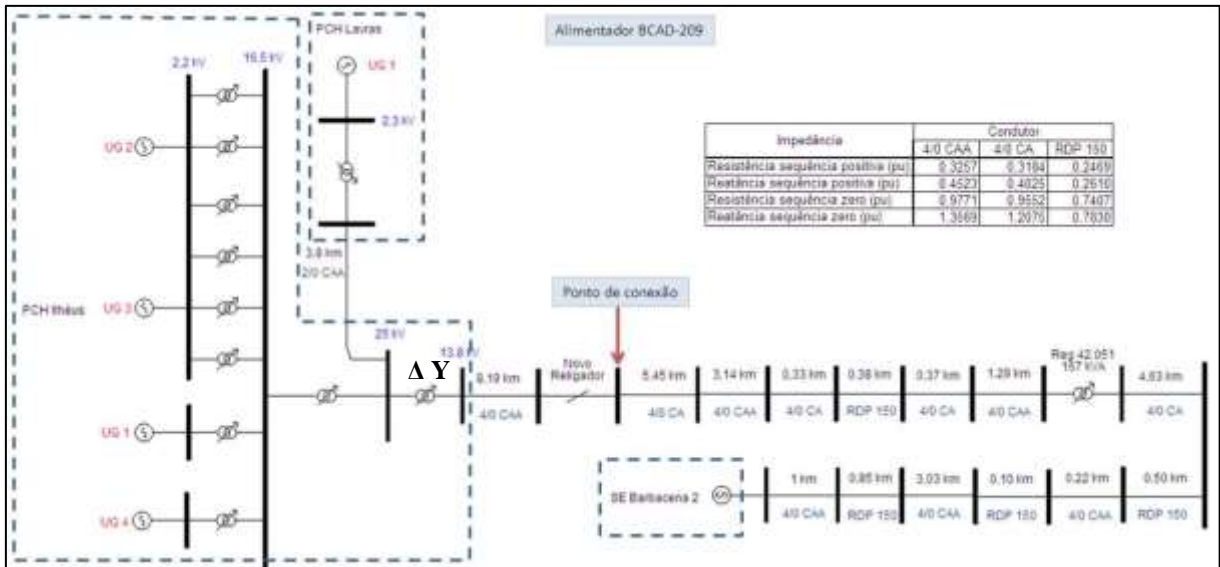 Alimentador BCAD-209
PCH Lavras
UG 1
2.3 kV
2,2 kV
16.5 kV
UG 2
PCH Ilhéus
UG 3
UG 1
UG 4
3.8 km
2/0 CAA
25 kV
Δ Y
13.8 kV
Impedância
Condutor
4/0 CAA 4/0 CA RDP 150
Resistência sequência positiva (pu) 0.3257 0.3184 0.2469
Reatância sequência positiva (pu) 0.4523 0.4025 0.2610
Resistência sequência zero (pu) 0.9771 0.9552 0.7407
Reatância sequência zero (pu) 1.3569 1.2075 0.7830
Ponto de conexão
Novo
Religador
9,19 km
4/0 CAA
5.45 km
4/0 CA
3,14 km
4/0 CAA
0.33 km
4/0 CA
0.36 km
RDP 150
0.37 km
4/0 CA
1.29 km
4/0 CAA
Reg 42.051
157 kVA
4,63 km
4/0 CA
SE Barbacena 2
1 km
4/0 CAA
0.85 km
RDP 150
3,03 km
4/0 CAA
0,10 km
RDP 150
0.22 km
4/0 CAA
0.50 km
RDP 150